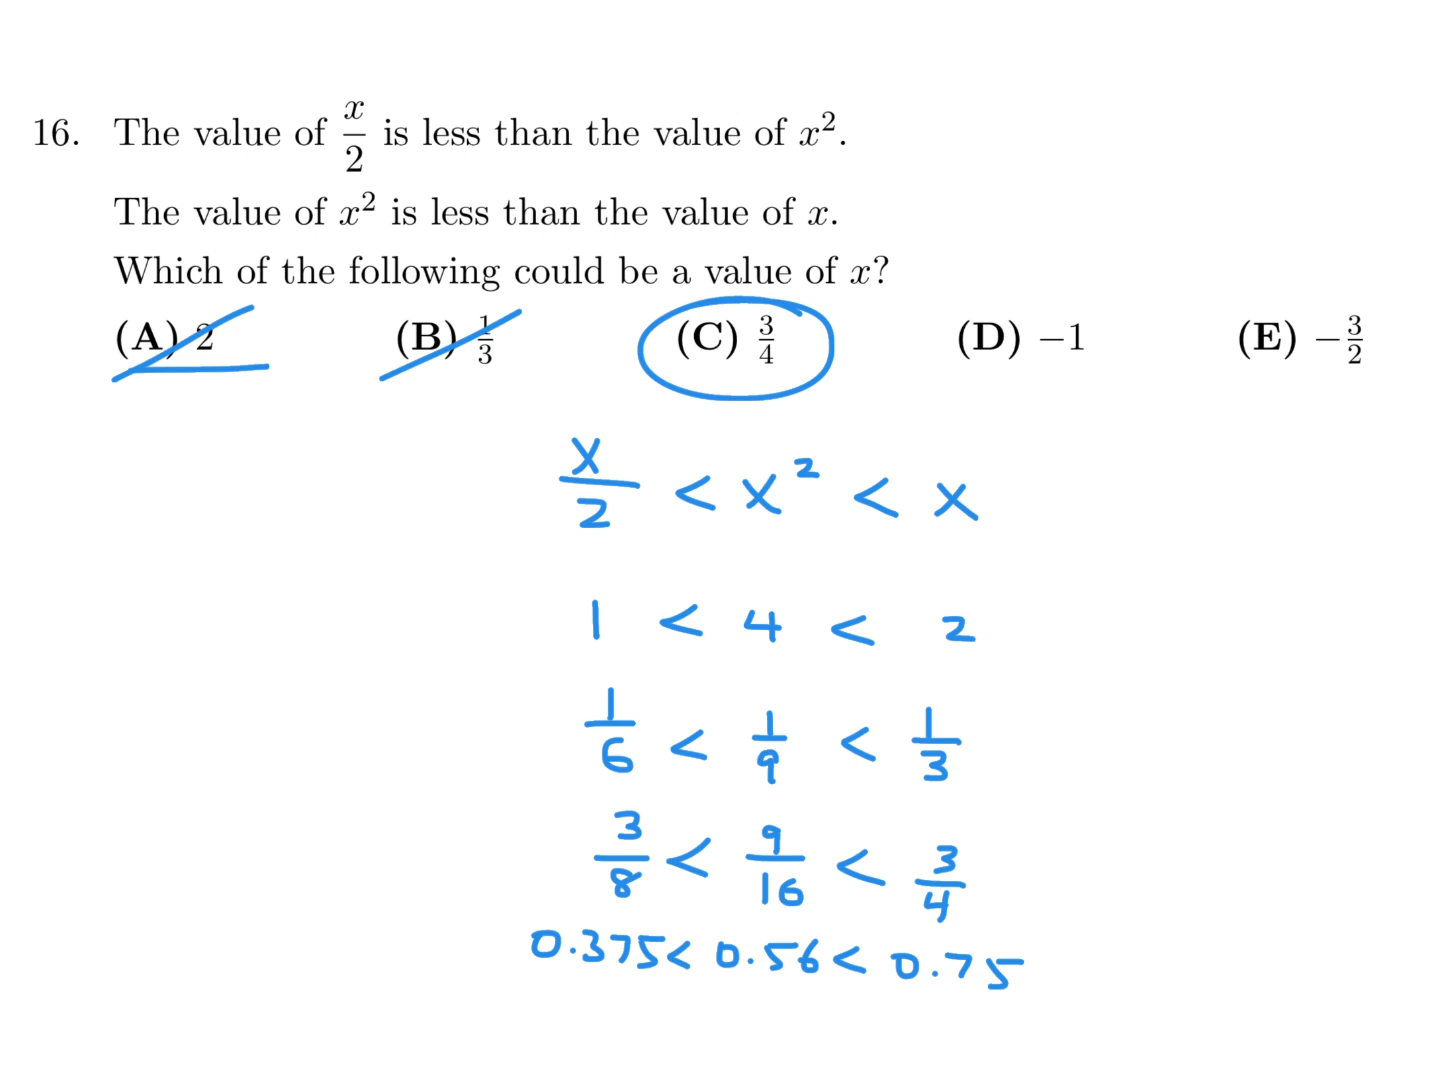 16. The value of x/2 is less than the value of x².
The value of x² is less than the value of x.
Which of the following could be a value of x?
(A) 2 (B) 1/3 (C) 3/4 (D) −1 (E) −3/2
x/2 < x² < x
1 < 4 < 2
1/6 < 1/9 < 1/3
3/8 < 9/16 < 3/4
0.375 < 0.56 < 0.75